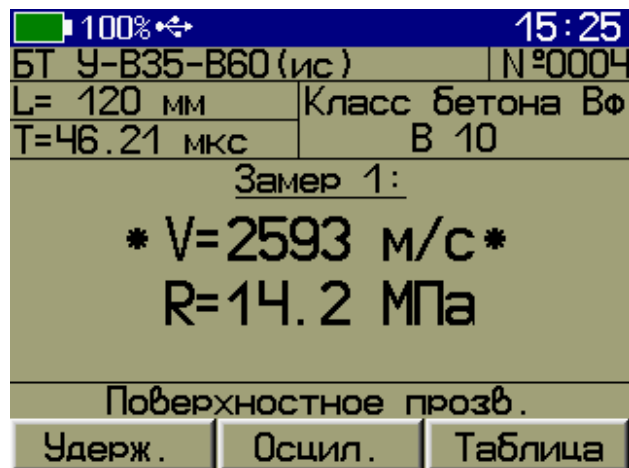 100% 15:25
БТ У-В35-В60(ис) №0004
L= 120 мм
T=46.21 мкс
Класс бетона Вф
В 10
Замер 1:
* V=2593 м/с*
R=14.2 МПа
Поверхностное прозв.
Удерж. Осцил. Таблица